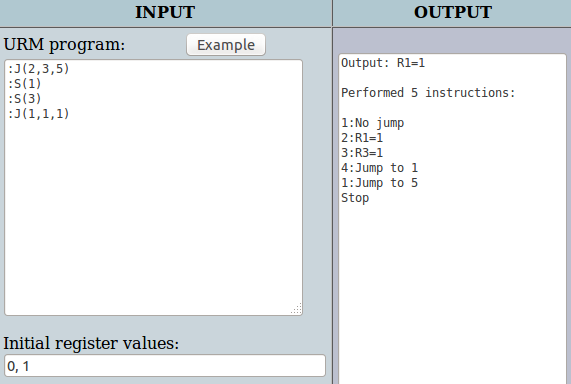 INPUT
URM program:
Example
:J(2,3,5)
:S(1)
:S(3)
:J(1,1,1)
Initial register values:
0, 1
OUTPUT
Output: R1=1
Performed 5 instructions:
1:No jump
2:R1=1
3:R3=1
4:Jump to 1
1:Jump to 5
Stop